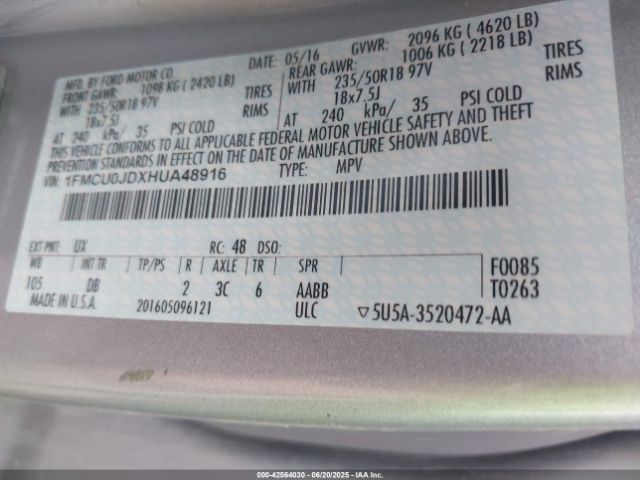 MFD. BY FORD MOTOR CO.
DATE: 05/16 GVWR: 2096 KG ( 4620 LB)
FRONT GAWR: 1098 KG ( 2420 LB) REAR GAWR: 1006 KG ( 2218 LB)
WITH 235/50R18 97V TIRES WITH 235/50R18 97V TIRES
18x7.5J RIMS 18x7.5J RIMS
AT 240 kPa/ 35 PSI COLD AT 240 kPa/ 35 PSI COLD
THIS VEHICLE CONFORMS TO ALL APPLICABLE FEDERAL MOTOR VEHICLE SAFETY AND THEFT
PREVENTION STANDARDS IN EFFECT ON THE DATE OF MANUFACTURE SHOWN ABOVE.
VIN: 1FMCU0JDXHUA48916 TYPE: MPV
EXT PNT: UX RC: 48 DSO:
WB INT TR TP/PS R AXLE TR SPR F0085
105 DB 2 3C 6 AABB T0263
MADE IN U.S.A. 201605096121 ULC ▽5U5A-3520472-AA
000-42564030 - 06/20/2025 - IAAI.COM